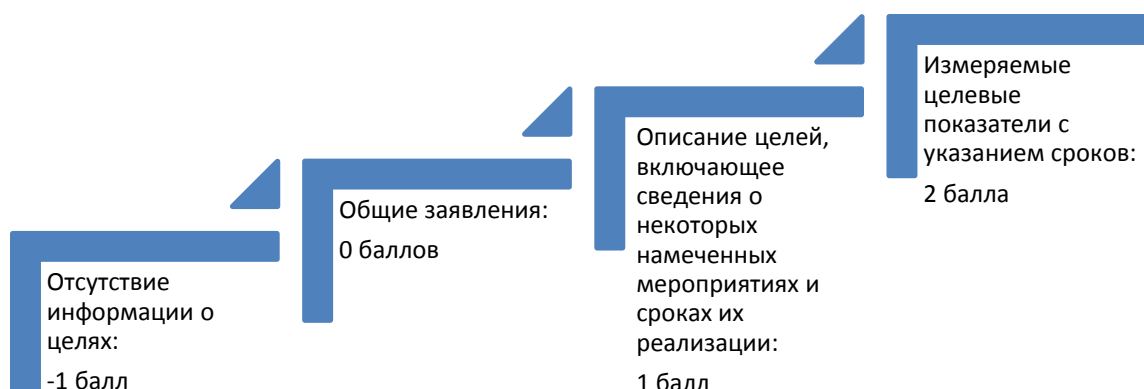 Отсутствие
информации о
целях:
-1 балл
Общие заявления:
0 баллов
Описание целей,
включающее
сведения о
некоторых
намеченных
мероприятиях и
сроках их
реализации:
1 балл
Измеряемые
целевые
показатели с
указанием сроков:
2 балла